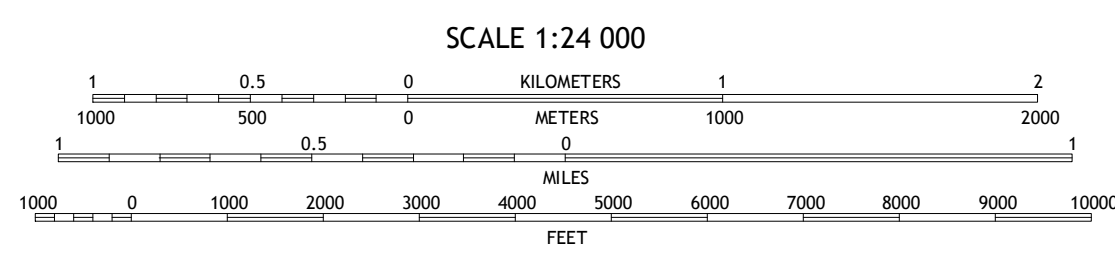 SCALE 1:24 000
1 0.5 0 KILOMETERS 1 2
1000 500 0 METERS 1000 2000
1 0.5 0 1
MILES
1000 0 1000 2000 3000 4000 5000 6000 7000 8000 9000 10000
FEET